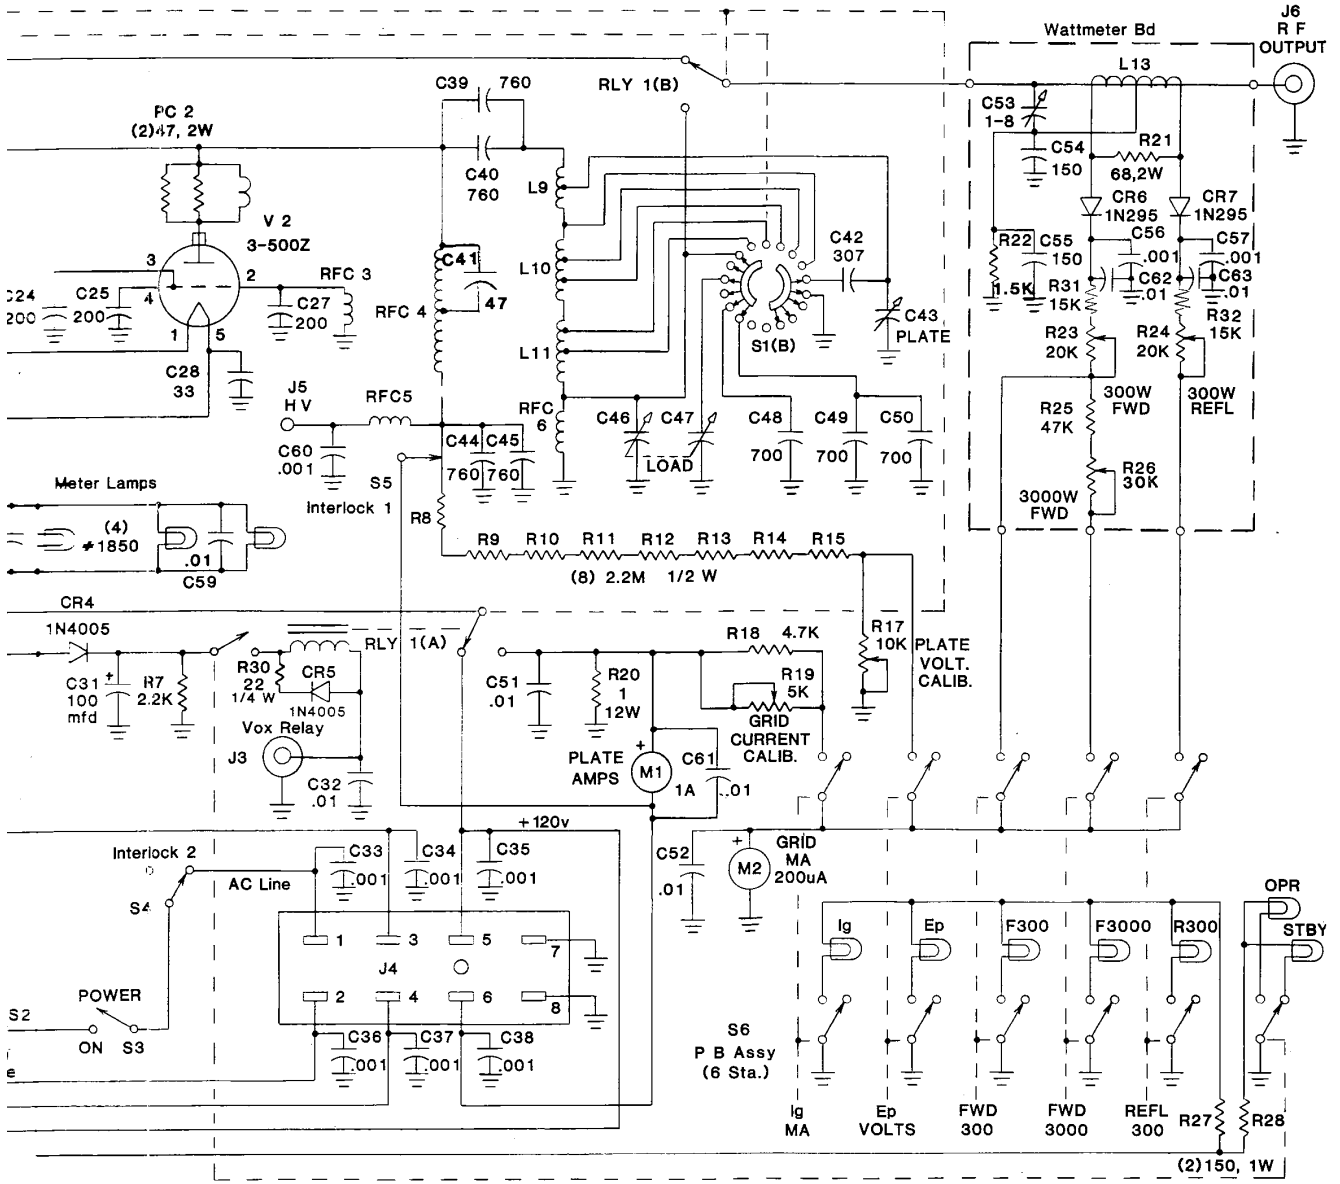 J6
R F
OUTPUT
Wattmeter Bd
L13
C39 760
RLY 1(B)
C53
1-8
PC 2
(2)47, 2W
C40
760
C54
150
R21
68,2W
L9
CR6
1N295
CR7
1N295
V 2
3-500Z
3
2
4
1
5
RFC 3
C41
47
L10
C42
307
R22
1.5K
C55
150
C56
.001
C57
.001
C62
.01
C63
.01
R31
15K
R32
15K
C24
200
C25
200
C27
200
RFC 4
C43
PLATE
S1(B)
L11
R23
20K
R24
20K
C28
33
J5
HV
RFC5
RFC
6
C46
C47
LOAD
C48
700
C49
700
C50
700
300W
FWD
300W
REFL
R25
47K
R26
30K
3000W
FWD
C60
.001
C44
760
C45
760
S5
Interlock 1
Meter Lamps
(4)
#1850
.01
C59
R8
R9 R10 R11 R12 R13 R14 R15
(8) 2.2M 1/2 W
CR4
1N4005
RLY 1(A)
R18 4.7K
R17
10K
PLATE
VOLT.
CALIB.
+
C31
100
mfd
R7
2.2K
R30
22
1/4 W
CR5
1N4005
C51
.01
R20
1
12W
R19
5K
GRID
CURRENT
CALIB.
Vox Relay
J3
C32
.01
PLATE
AMPS
+
M1
1A
C61
.01
+120v
Interlock 2
S4
AC Line
C33
.001
C34
.001
C35
.001
C52
.01
+
M2
GRID
MA
200uA
1 3 5 7
J4
2 4 6 8
OPR
STBY
Ig
Ep
F300
F3000
R300
POWER
S2
ON
S3
C36
.001
C37
.001
C38
.001
S6
P B Assy
(6 Sta.)
e
Ig
MA
Ep
VOLTS
FWD
300
FWD
3000
REFL
300
R27
R28
(2)150, 1W